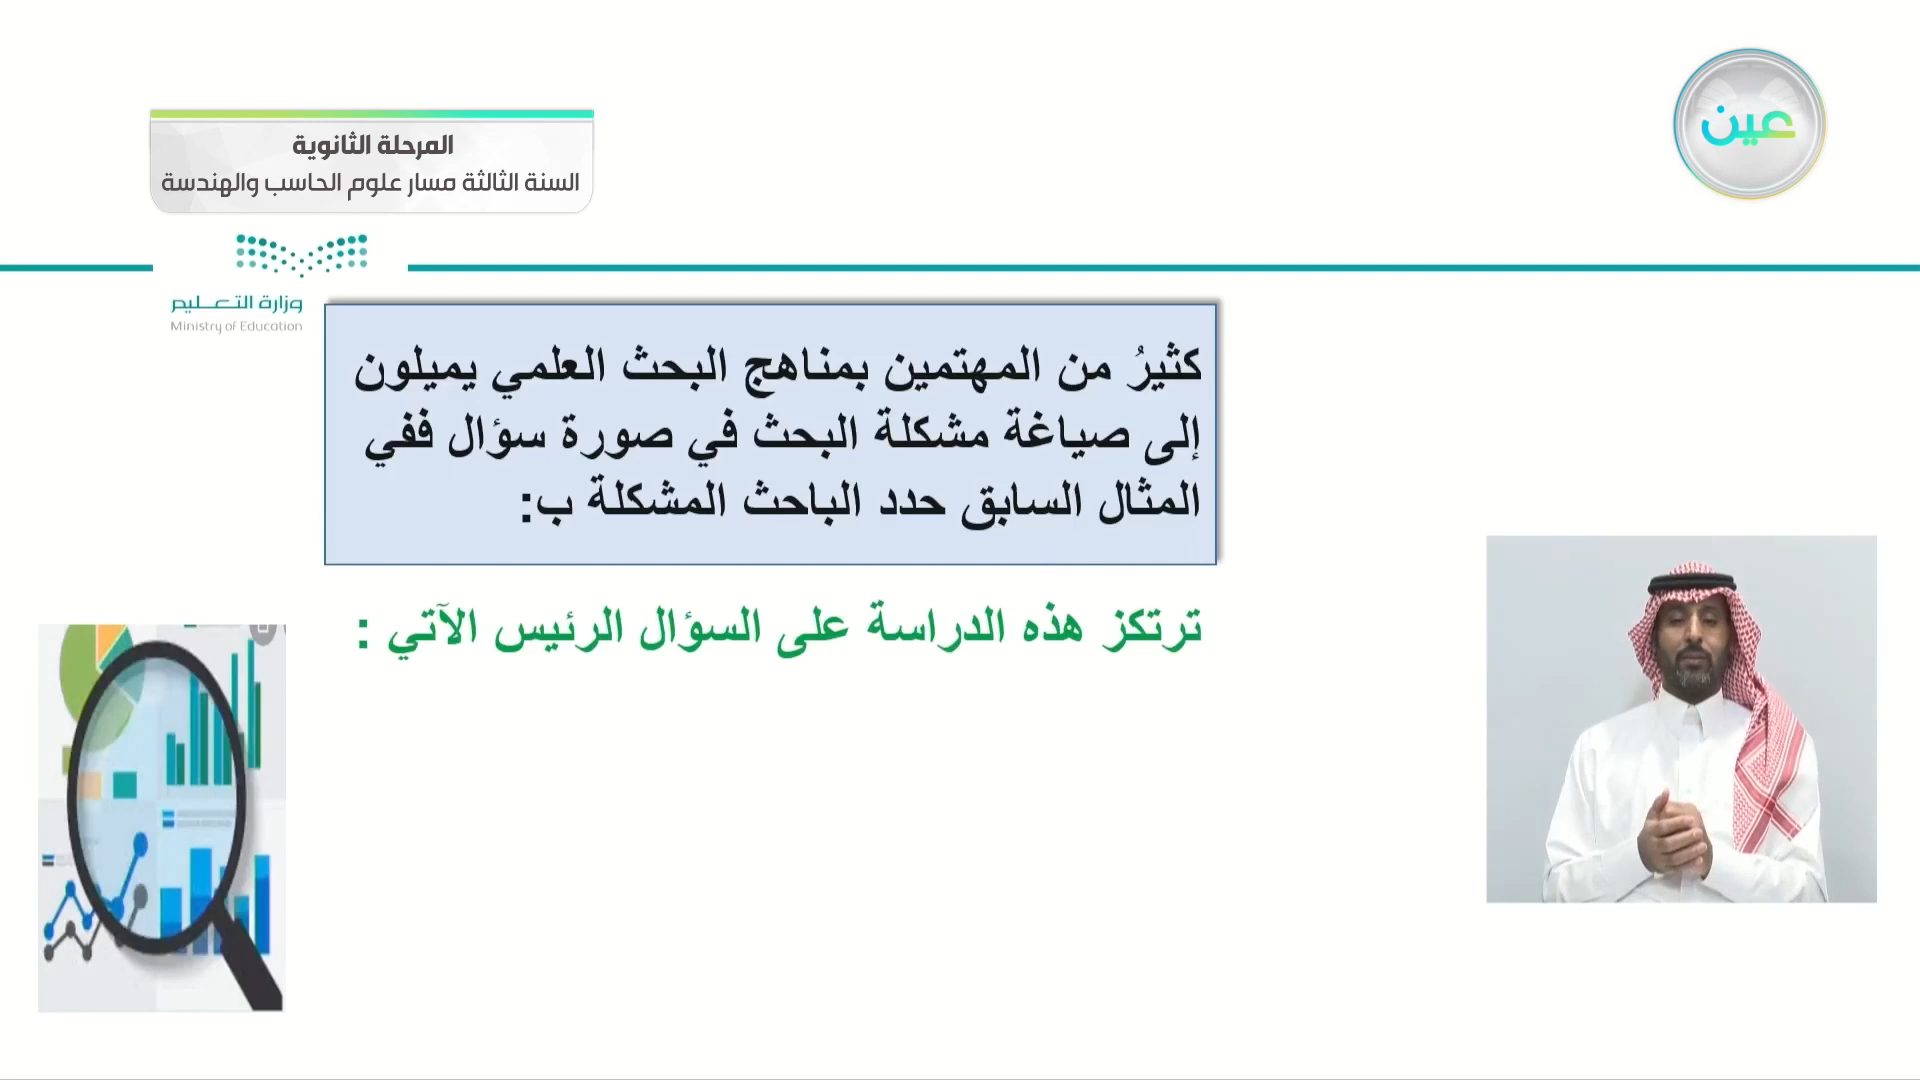 عين
المرحلة الثانوية
السنة الثالثة مسار علوم الحاسب والهندسة
وزارة التعـــليم
Ministry of Education
كثيرُ من المهتمين بمناهج البحث العلمي يميلون
إلى صياغة مشكلة البحث في صورة سؤال ففي
المثال السابق حدد الباحث المشكلة ب:
ترتكز هذه الدراسة على السؤال الرئيس الآتي :